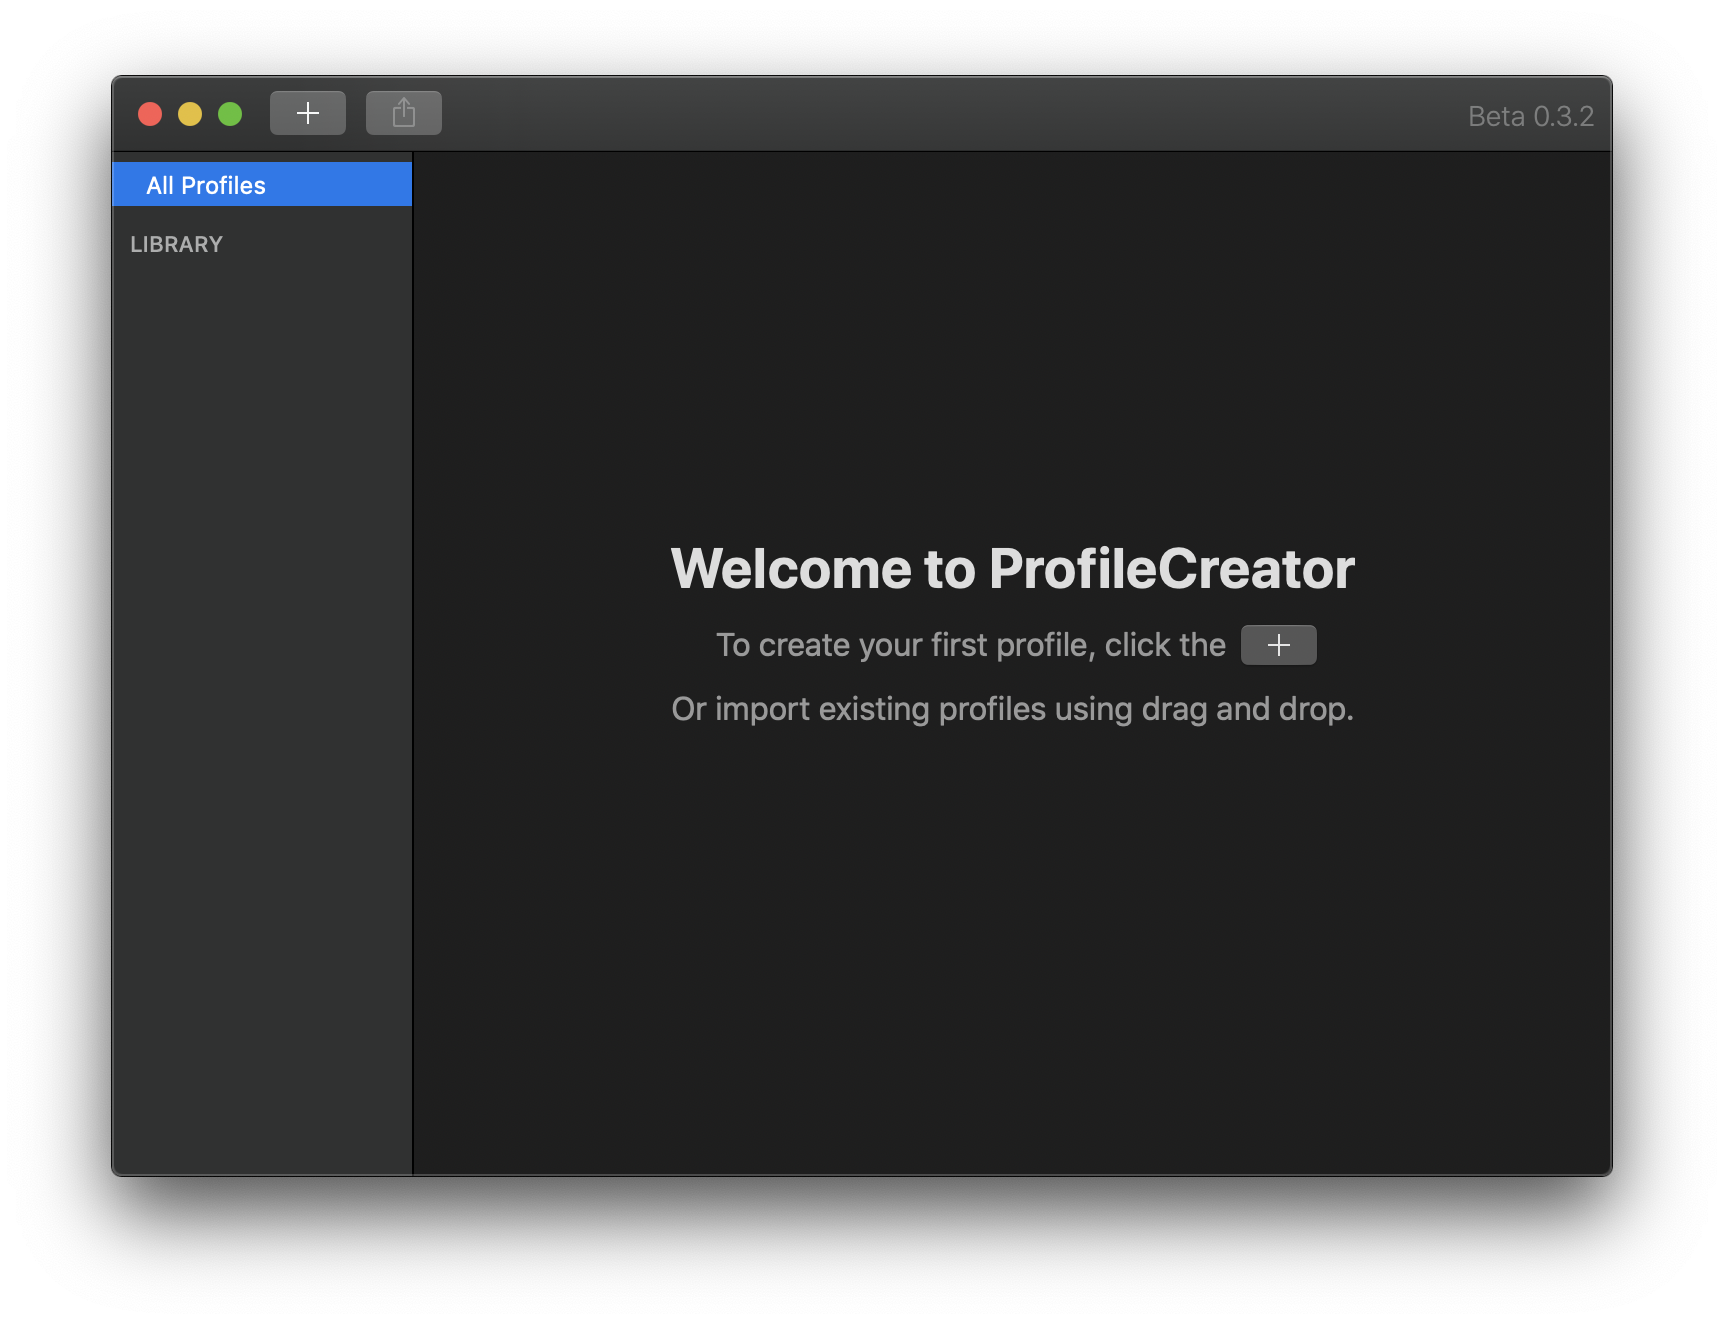 Beta 0.3.2
All Profiles
LIBRARY
Welcome to ProfileCreator
To create your first profile, click the
Or import existing profiles using drag and drop.